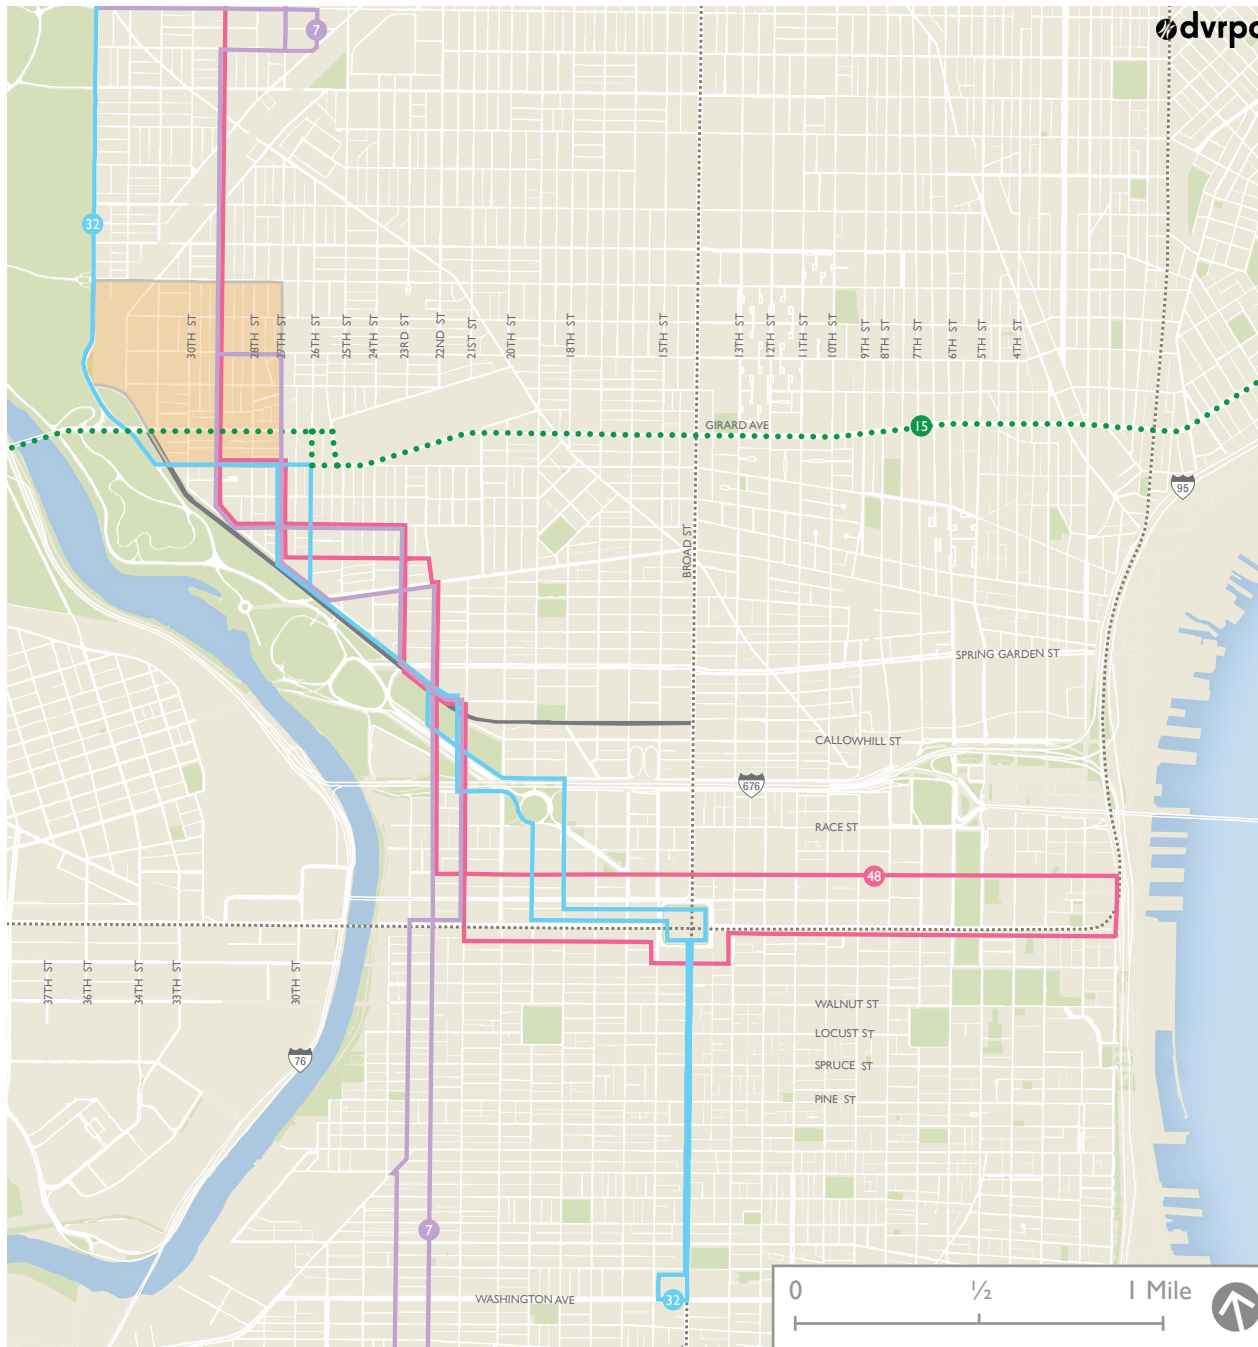 7
dvrpc
32
30TH ST
28TH ST
27TH ST
26TH ST
25TH ST
24TH ST
23RD ST
22ND ST
21ST ST
20TH ST
18TH ST
15TH ST
13TH ST
12TH ST
11TH ST
10TH ST
9TH ST
8TH ST
7TH ST
6TH ST
5TH ST
4TH ST
GIRARD AVE
15
95
BROAD ST
SPRING GARDEN ST
CALLOWHILL ST
676
RACE ST
48
37TH ST
36TH ST
34TH ST
33TH ST
30TH ST
WALNUT ST
LOCUST ST
SPRUCE ST
PINE ST
76
7
WASHINGTON AVE
32
0 ½ 1 Mile